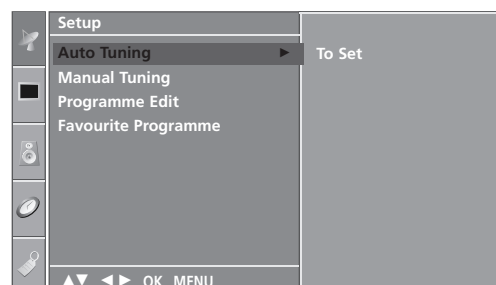 Setup
Auto Tuning ► To Set
Manual Tuning
Programme Edit
Favourite Programme
▲▼ ◄► OK MENU